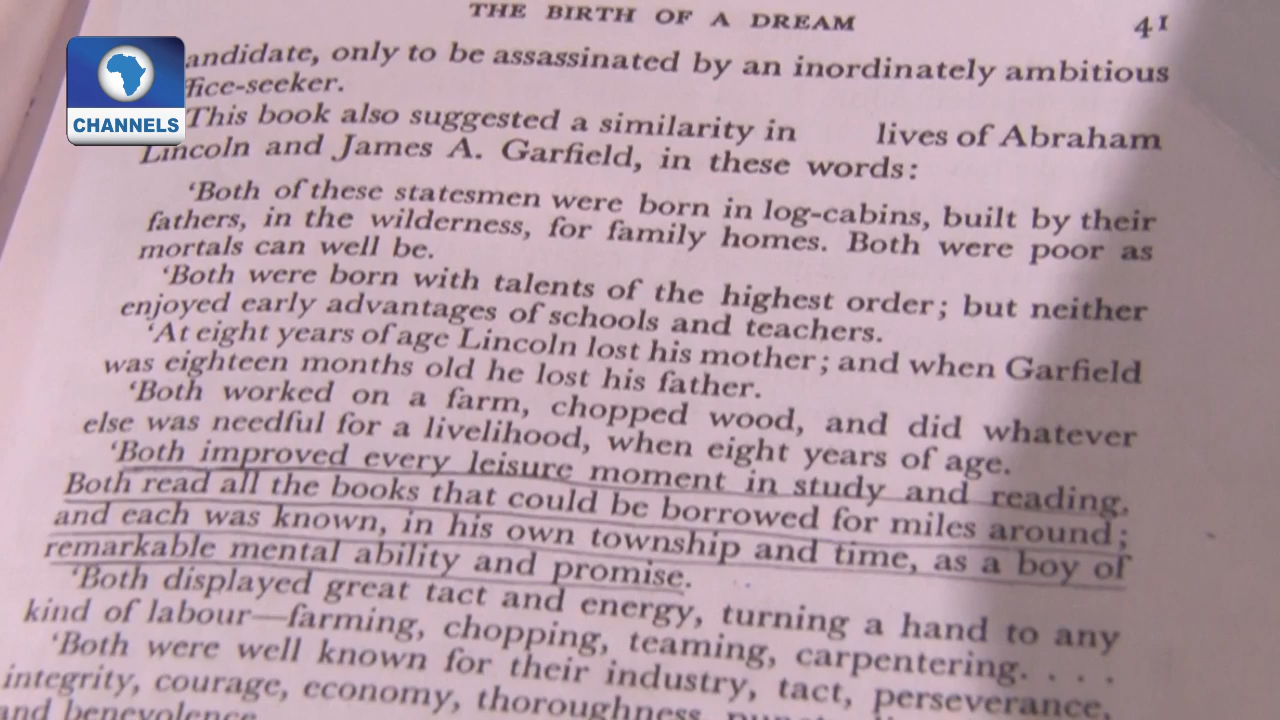 THE BIRTH OF A DREAM 41
andidate, only to be assassinated by an inordinately ambitious
fice-seeker.
This book also suggested a similarity in lives of Abraham
Lincoln and James A. Garfield, in these words:
‘Both of these statesmen were born in log-cabins, built by their
fathers, in the wilderness, for family homes. Both were poor as
mortals can well be.
‘Both were born with talents of the highest order; but neither
enjoyed early advantages of schools and teachers.
‘At eight years of age Lincoln lost his mother; and when Garfield
was eighteen months old he lost his father.
‘Both worked on a farm, chopped wood, and did whatever
else was needful for a livelihood, when eight years of age.
‘Both improved every leisure moment in study and reading.
Both read all the books that could be borrowed for miles around;
and each was known, in his own township and time, as a boy of
remarkable mental ability and promise.
‘Both displayed great tact and energy, turning a hand to any
kind of labour—farming, chopping, teaming, carpentering. . . .
‘Both were well known for their industry, tact, perseverance,
integrity, courage, economy, thoroughness,
and benevolence
CHANNELS